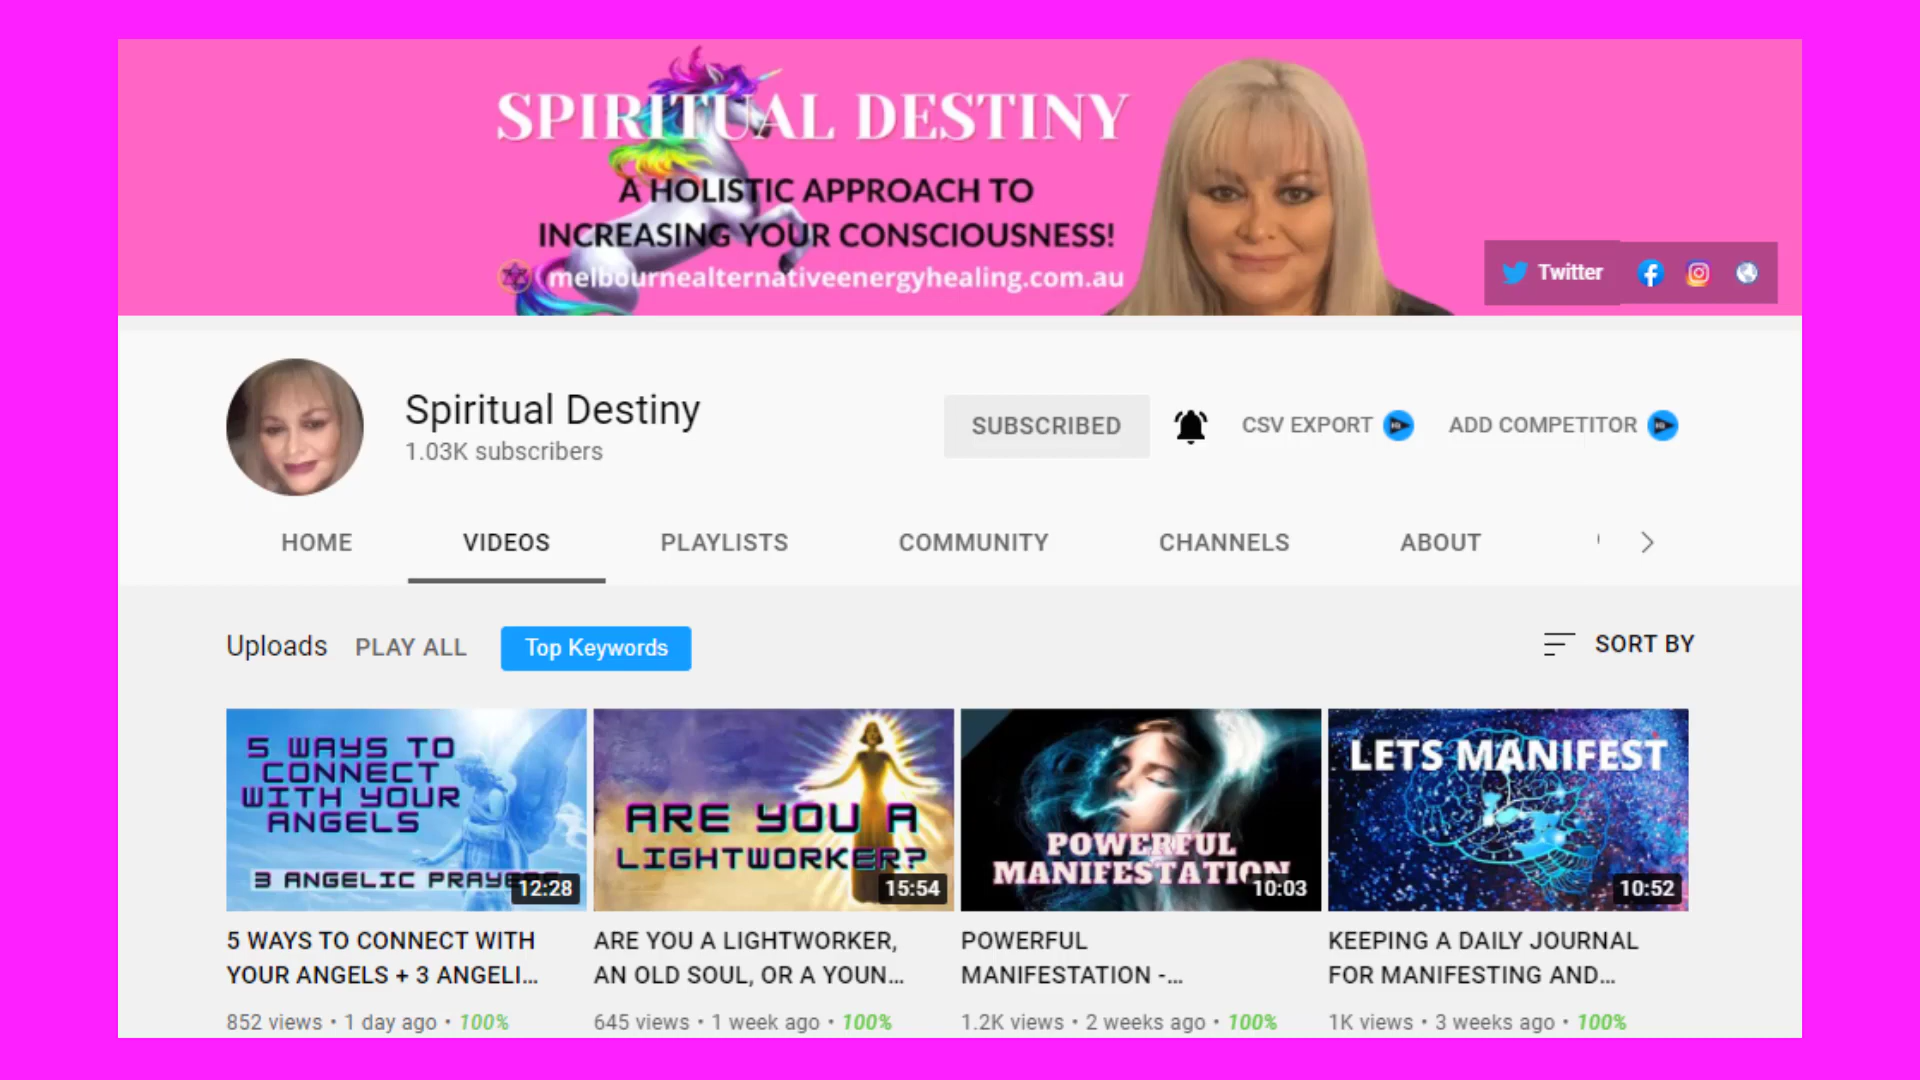 SPIRITUAL DESTINY
A HOLISTIC APPROACH TO
INCREASING YOUR CONSCIOUSNESS!
melbournealternativeenergyhealing.com.au
Twitter
Spiritual Destiny
1.03K subscribers
SUBSCRIBED
CSV EXPORT
ADD COMPETITOR
HOME
VIDEOS
PLAYLISTS
COMMUNITY
CHANNELS
ABOUT
Uploads
PLAY ALL
Top Keywords
SORT BY
5 WAYS TO
CONNECT
WITH YOUR
ANGELS
3 ANGELIC PRAYERS
12:28
ARE YOU A
LIGHTWORKER?
15:54
POWERFUL
MANIFESTATION
10:03
LETS MANIFEST
10:52
5 WAYS TO CONNECT WITH
YOUR ANGELS + 3 ANGELI...
852 views • 1 day ago • 100%
ARE YOU A LIGHTWORKER,
AN OLD SOUL, OR A YOUN...
645 views • 1 week ago • 100%
POWERFUL
MANIFESTATION -...
1.2K views • 2 weeks ago • 100%
KEEPING A DAILY JOURNAL
FOR MANIFESTING AND...
1K views • 3 weeks ago • 100%